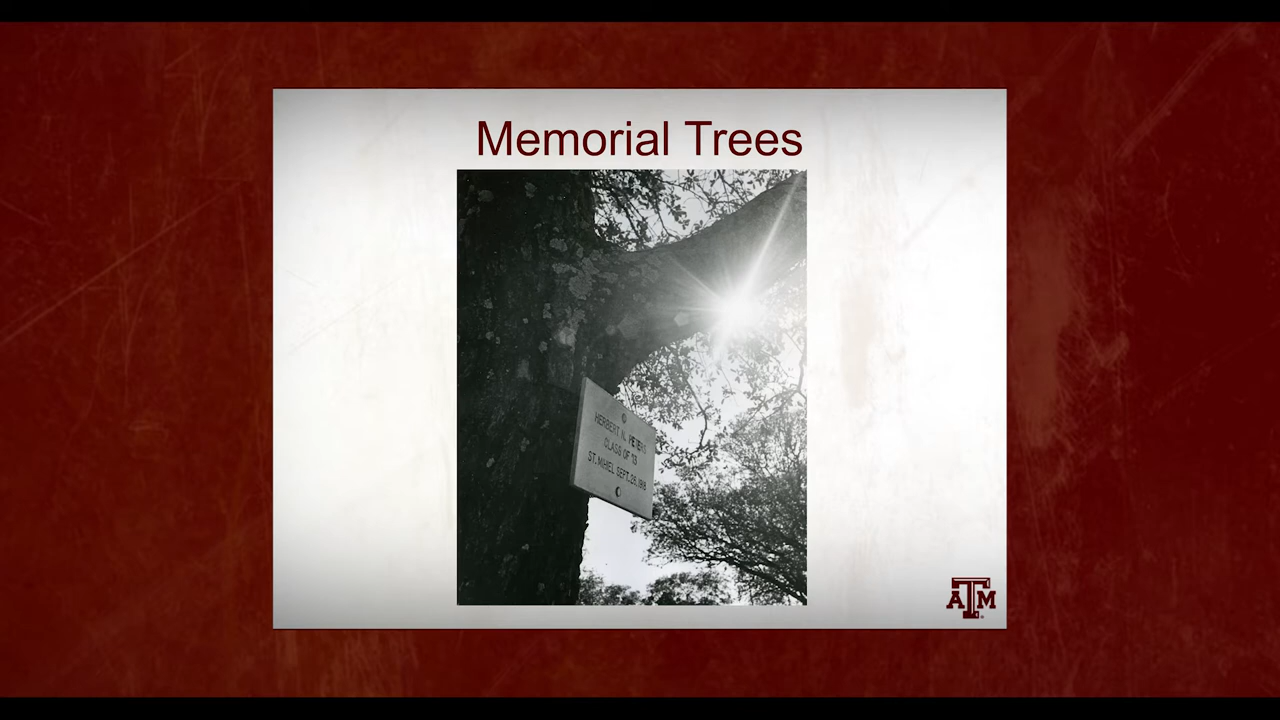 Memorial Trees
HERBERT N. PETERS
CLASS OF '13
ST. MIHIEL SEPT. 26, 1918
ATM